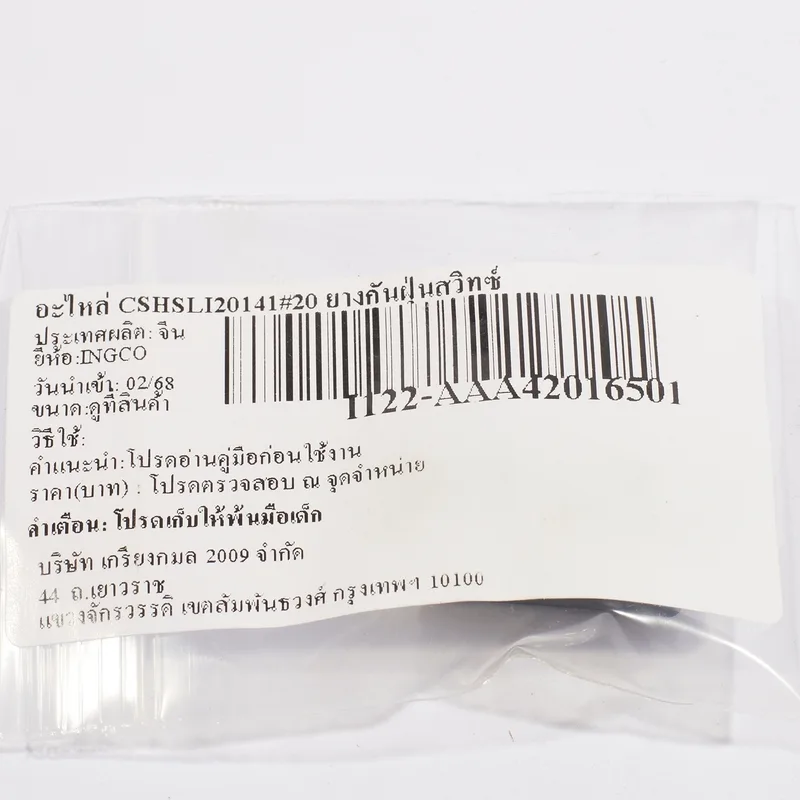 อะไหล่ CSHSLI20141#20 ยางกันฝุ่นสวิทซ์
ประเทศผลิต: จีน
ยี่ห้อ:INGCO
วันนำเข้า: 02/68
ขนาด:ดูที่สินค้า
I122-AAA42016501
วิธีใช้:
คำแนะนำ:โปรดอ่านคู่มือก่อนใช้งาน
ราคา(บาท) : โปรดตรวจสอบ ณ จุดจำหน่าย
คำเตือน: โปรดเก็บให้พ้นมือเด็ก
บริษัท เกรียงกมล 2009 จำกัด
44 ถ.เยาวราช
แขวงจักรวรรดิ เขตสัมพันธวงศ์ กรุงเทพฯ 10100